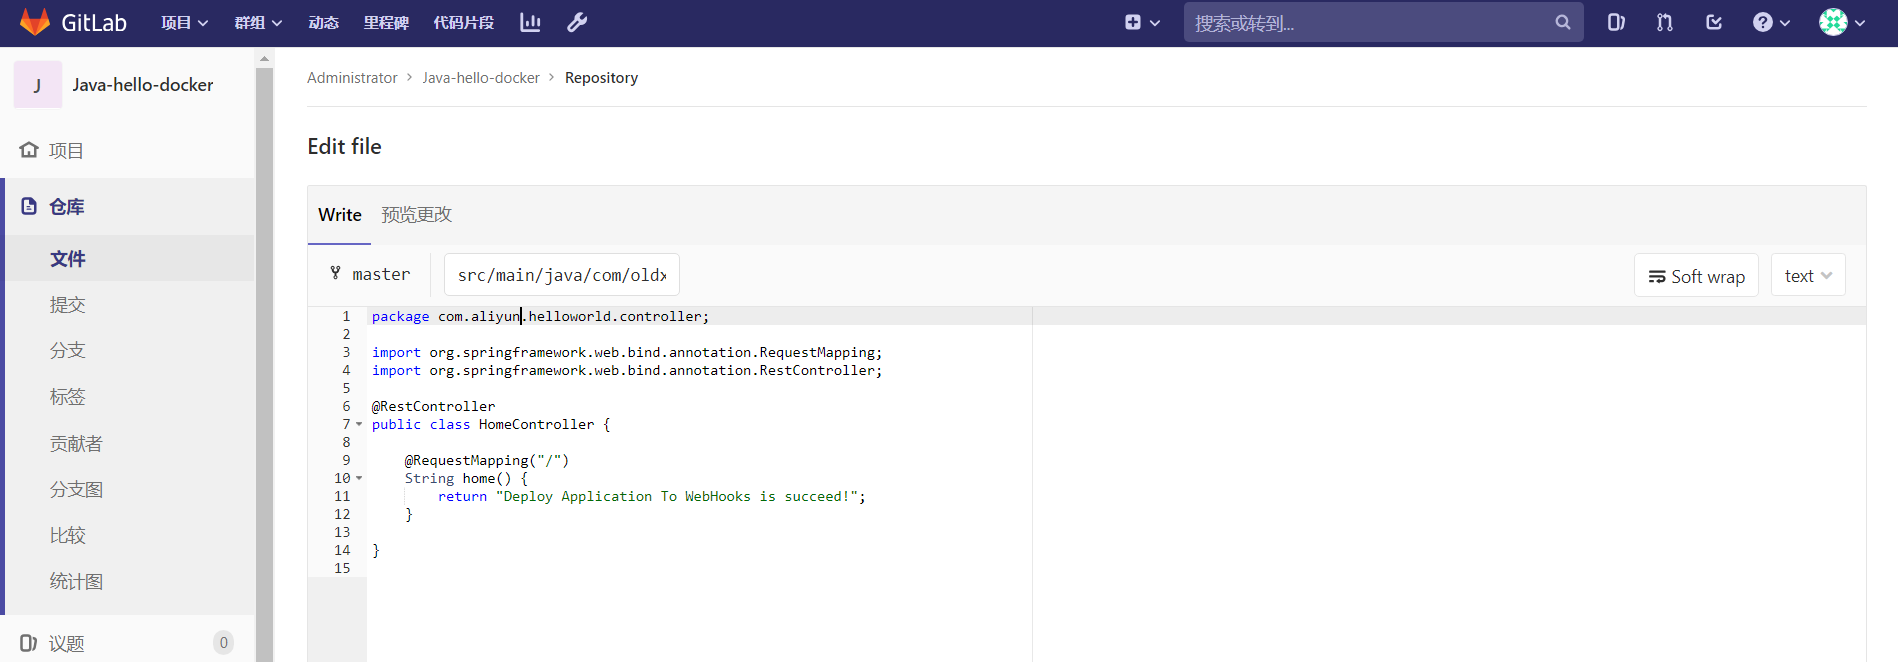 GitLab 项目 群组 动态 里程碑 代码片段 搜索或转到...
J Java-hello-docker
项目
仓库
文件
提交
分支
标签
贡献者
分支图
比较
统计图
议题 0
Administrator > Java-hello-docker > Repository
Edit file
Write 预览更改
master src/main/java/com/oldx Soft wrap text
1 package com.aliyun.helloworld.controller;
2
3 import org.springframework.web.bind.annotation.RequestMapping;
4 import org.springframework.web.bind.annotation.RestController;
5
6 @RestController
7 public class HomeController {
8
9 @RequestMapping("/")
10 String home() {
11 return "Deploy Application To WebHooks is succeed!";
12 }
13
14 }
15